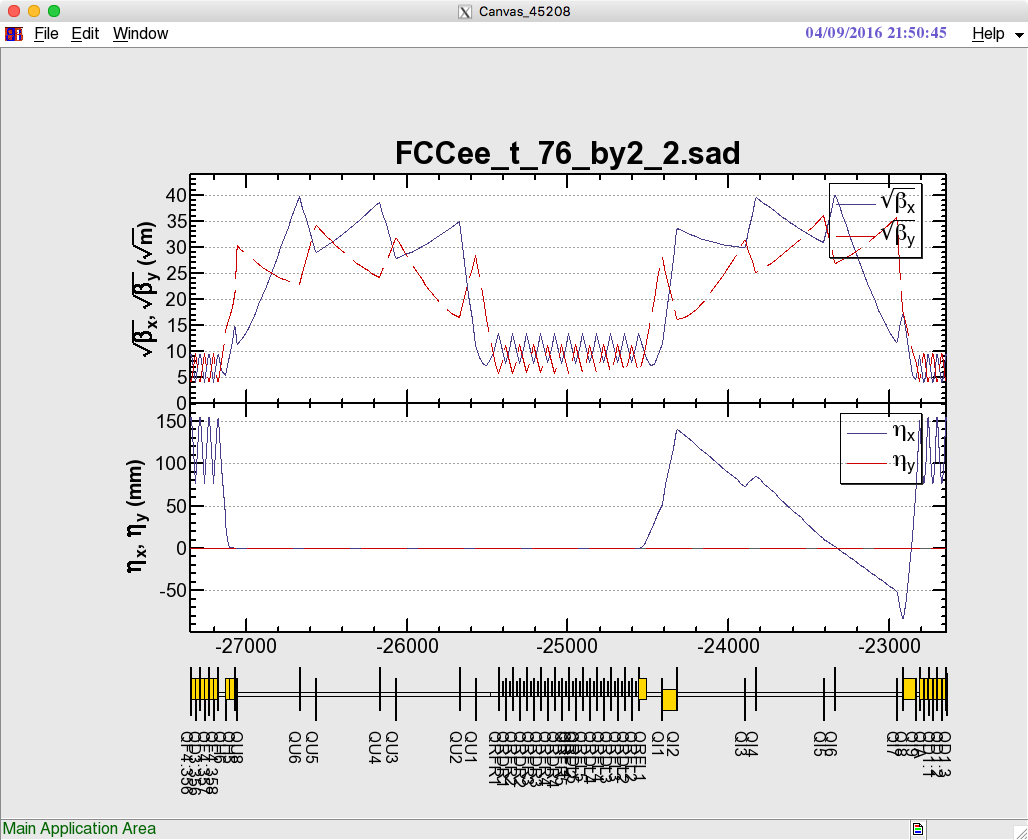 Canvas_45208
File Edit Window 04/09/2016 21:50:45 Help
FCCee_t_76_by2_2.sad
√βx, √βy (√m)
40
35
30
25
20
15
10
5
0
√βx
√βy
ηx, ηy (mm)
150
100
50
0
-50
ηx
ηy
-27000 -26000 -25000 -24000 -23000
QU8 QU6 QU5 QU4 QU3 QU2 QU1 QI1 QI2 QI3 QI4 QI5 QI6 QI7 QI8
Main Application Area